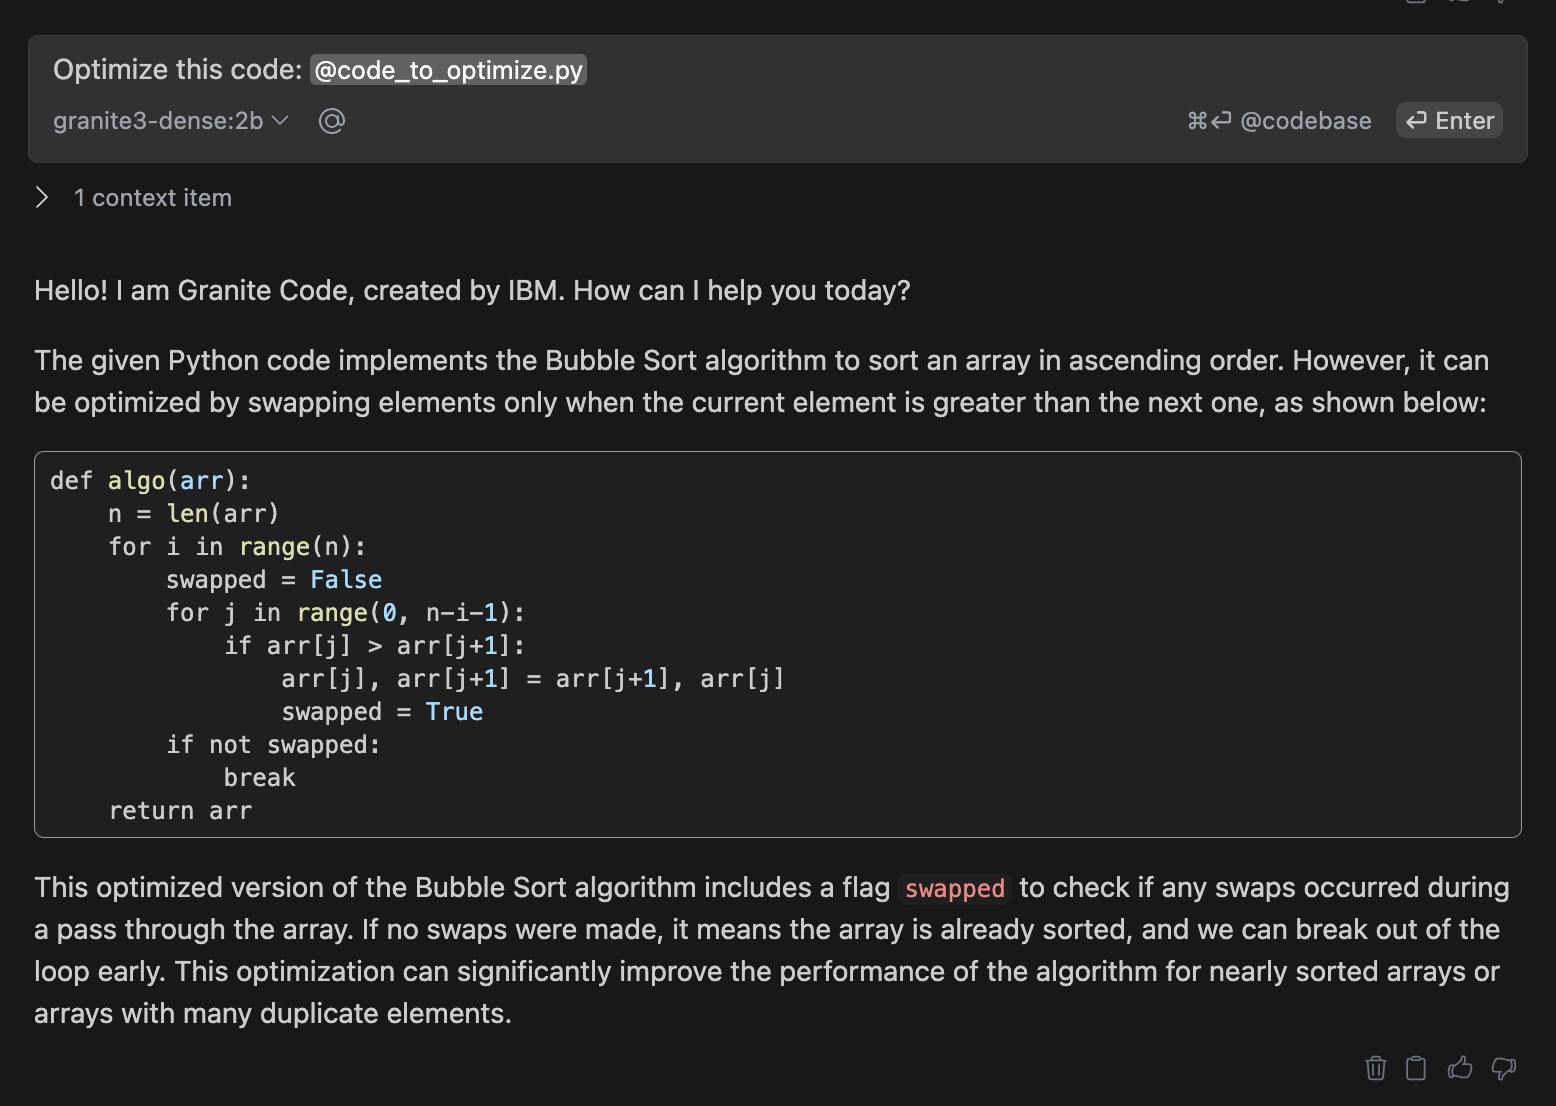 Optimize this code: @code_to_optimize.py
granite3-dense:2b @ ⌘⏎ @codebase ⏎ Enter
1 context item
Hello! I am Granite Code, created by IBM. How can I help you today?
The given Python code implements the Bubble Sort algorithm to sort an array in ascending order. However, it can
be optimized by swapping elements only when the current element is greater than the next one, as shown below:
def algo(arr):
    n = len(arr)
    for i in range(n):
        swapped = False
        for j in range(0, n-i-1):
            if arr[j] > arr[j+1]:
                arr[j], arr[j+1] = arr[j+1], arr[j]
                swapped = True
        if not swapped:
            break
    return arr
This optimized version of the Bubble Sort algorithm includes a flag swapped to check if any swaps occurred during
a pass through the array. If no swaps were made, it means the array is already sorted, and we can break out of the
loop early. This optimization can significantly improve the performance of the algorithm for nearly sorted arrays or
arrays with many duplicate elements.